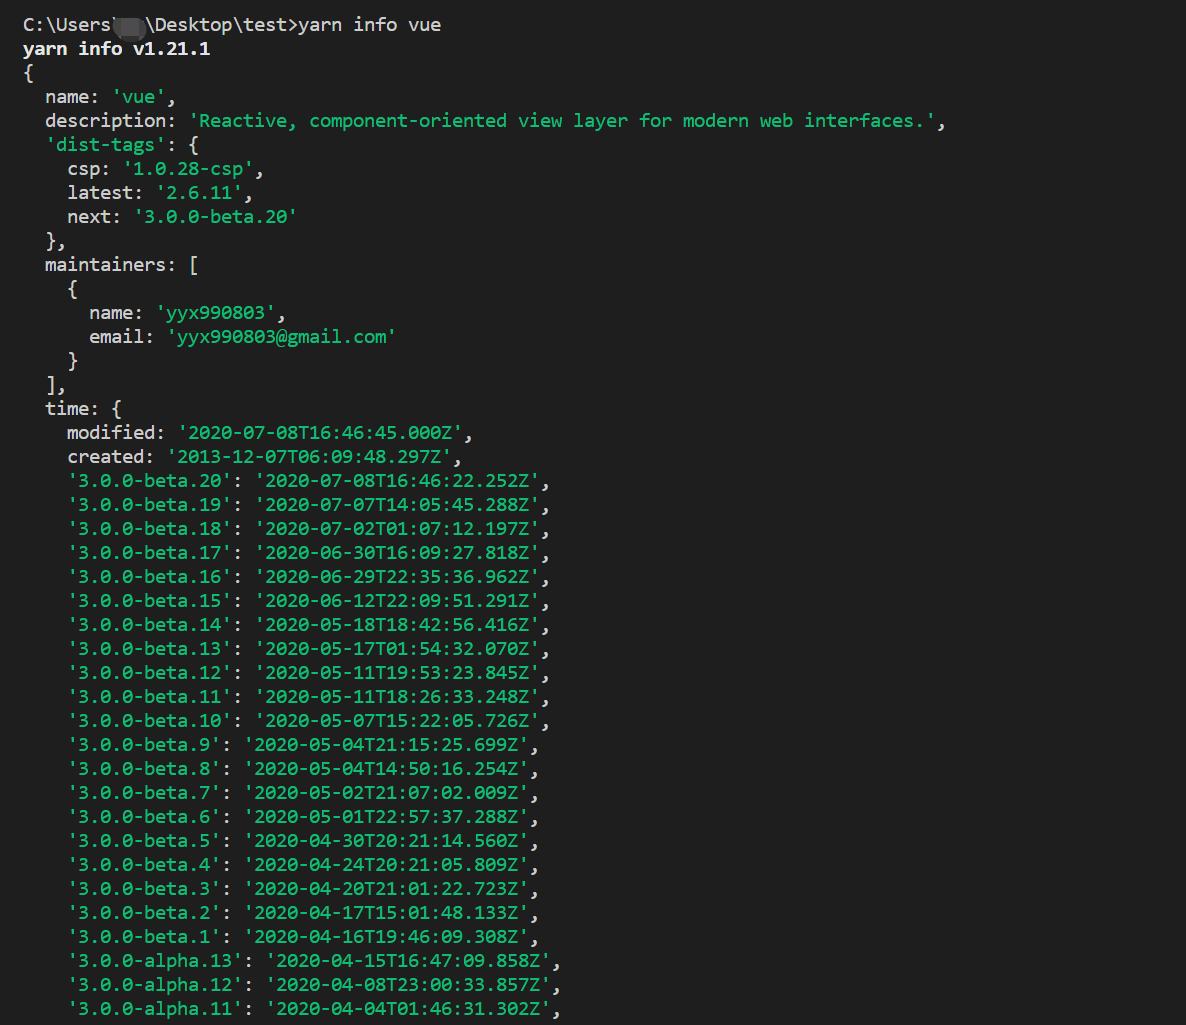 C:\Users\ \Desktop\test>yarn info vue
yarn info v1.21.1
{
  name: 'vue',
  description: 'Reactive, component-oriented view layer for modern web interfaces.',
  'dist-tags': {
    csp: '1.0.28-csp',
    latest: '2.6.11',
    next: '3.0.0-beta.20'
  },
  maintainers: [
    {
      name: 'yyx990803',
      email: 'yyx990803@gmail.com'
    }
  ],
  time: {
    modified: '2020-07-08T16:46:45.000Z',
    created: '2013-12-07T06:09:48.297Z',
    '3.0.0-beta.20': '2020-07-08T16:46:22.252Z',
    '3.0.0-beta.19': '2020-07-07T14:05:45.288Z',
    '3.0.0-beta.18': '2020-07-02T01:07:12.197Z',
    '3.0.0-beta.17': '2020-06-30T16:09:27.818Z',
    '3.0.0-beta.16': '2020-06-29T22:35:36.962Z',
    '3.0.0-beta.15': '2020-06-12T22:09:51.291Z',
    '3.0.0-beta.14': '2020-05-18T18:42:56.416Z',
    '3.0.0-beta.13': '2020-05-17T01:54:32.070Z',
    '3.0.0-beta.12': '2020-05-11T19:53:23.845Z',
    '3.0.0-beta.11': '2020-05-11T18:26:33.248Z',
    '3.0.0-beta.10': '2020-05-07T15:22:05.726Z',
    '3.0.0-beta.9': '2020-05-04T21:15:25.699Z',
    '3.0.0-beta.8': '2020-05-04T14:50:16.254Z',
    '3.0.0-beta.7': '2020-05-02T21:07:02.009Z',
    '3.0.0-beta.6': '2020-05-01T22:57:37.288Z',
    '3.0.0-beta.5': '2020-04-30T20:21:14.560Z',
    '3.0.0-beta.4': '2020-04-24T20:21:05.809Z',
    '3.0.0-beta.3': '2020-04-20T21:01:22.723Z',
    '3.0.0-beta.2': '2020-04-17T15:01:48.133Z',
    '3.0.0-beta.1': '2020-04-16T19:46:09.308Z',
    '3.0.0-alpha.13': '2020-04-15T16:47:09.858Z',
    '3.0.0-alpha.12': '2020-04-08T23:00:33.857Z',
    '3.0.0-alpha.11': '2020-04-04T01:46:31.302Z',